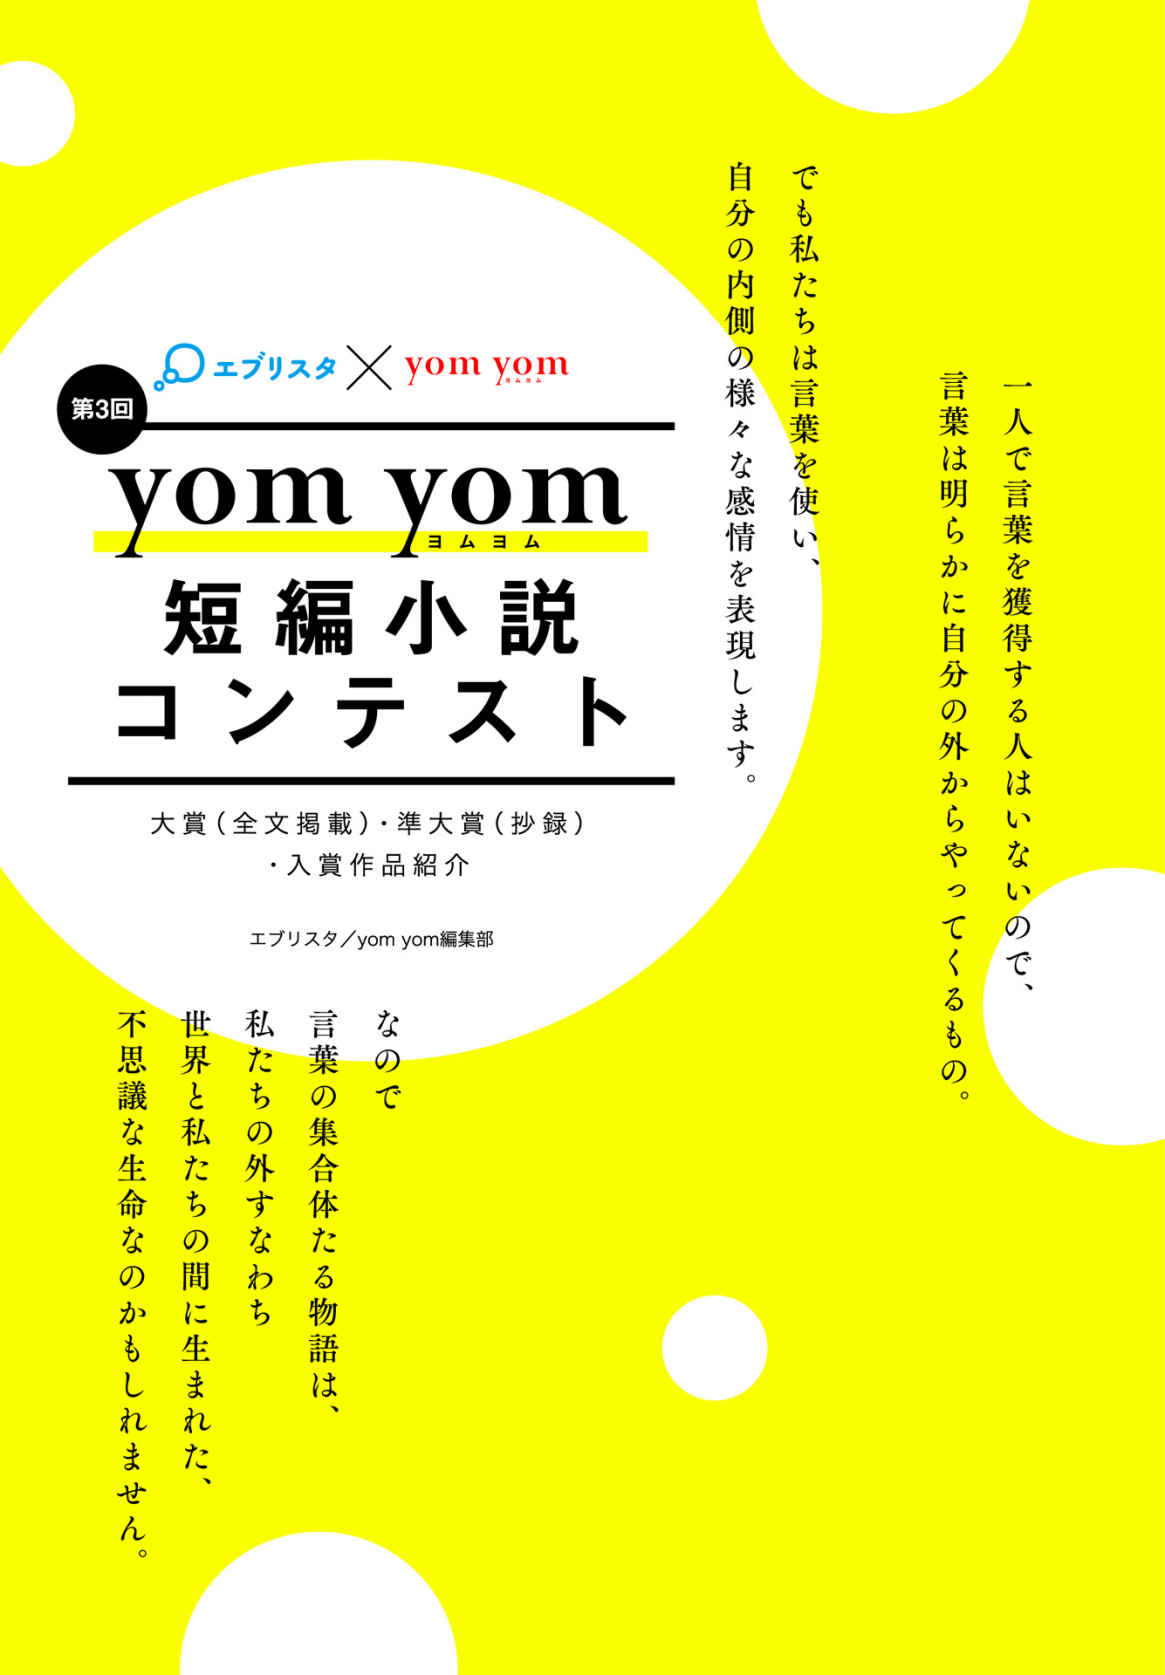 一人で言葉を獲得する人はいないので、
言葉は明らかに自分の外からやってくるもの。
でも私たちは言葉を使い、
自分の内側の様々な感情を表現します。
エブリスタ×yom yom
ヨムヨム
第3回
yom yom
ヨムヨム
短編小説
コンテスト
大賞(全文掲載)・準大賞(抄録)
・入賞作品紹介
エブリスタ/yom yom編集部
なので
言葉の集合体たる物語は、
私たちの外すなわち
世界と私たちの間に生まれた、
不思議な生命なのかもしれません。